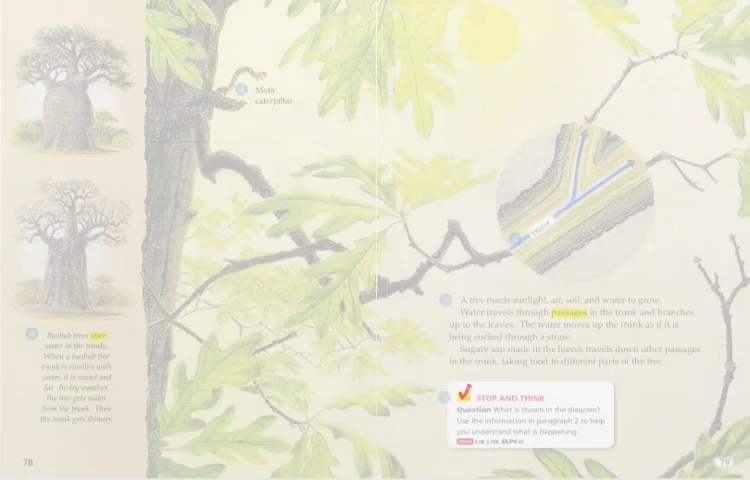 Moth
caterpillar
Water
Baobab trees store
water in the trunks.
When a baobab tree
trunk is swollen with
water, it is round and
fat. In dry weather,
the tree gets water
from the trunk. Then
the trunk gets thinner.
A tree needs sunlight, air, soil, and water to grow.
Water travels through passages in the trunk and branches
up to the leaves. The water moves up the trunk as if it is
being sucked through a straw.
Sugary sap made in the leaves travels down other passages
in the trunk, taking food to different parts of the tree.
STOP AND THINK
Question What is shown in the diagram?
Use the information in paragraph 2 to help
you understand what is happening.
ELPS
78
79